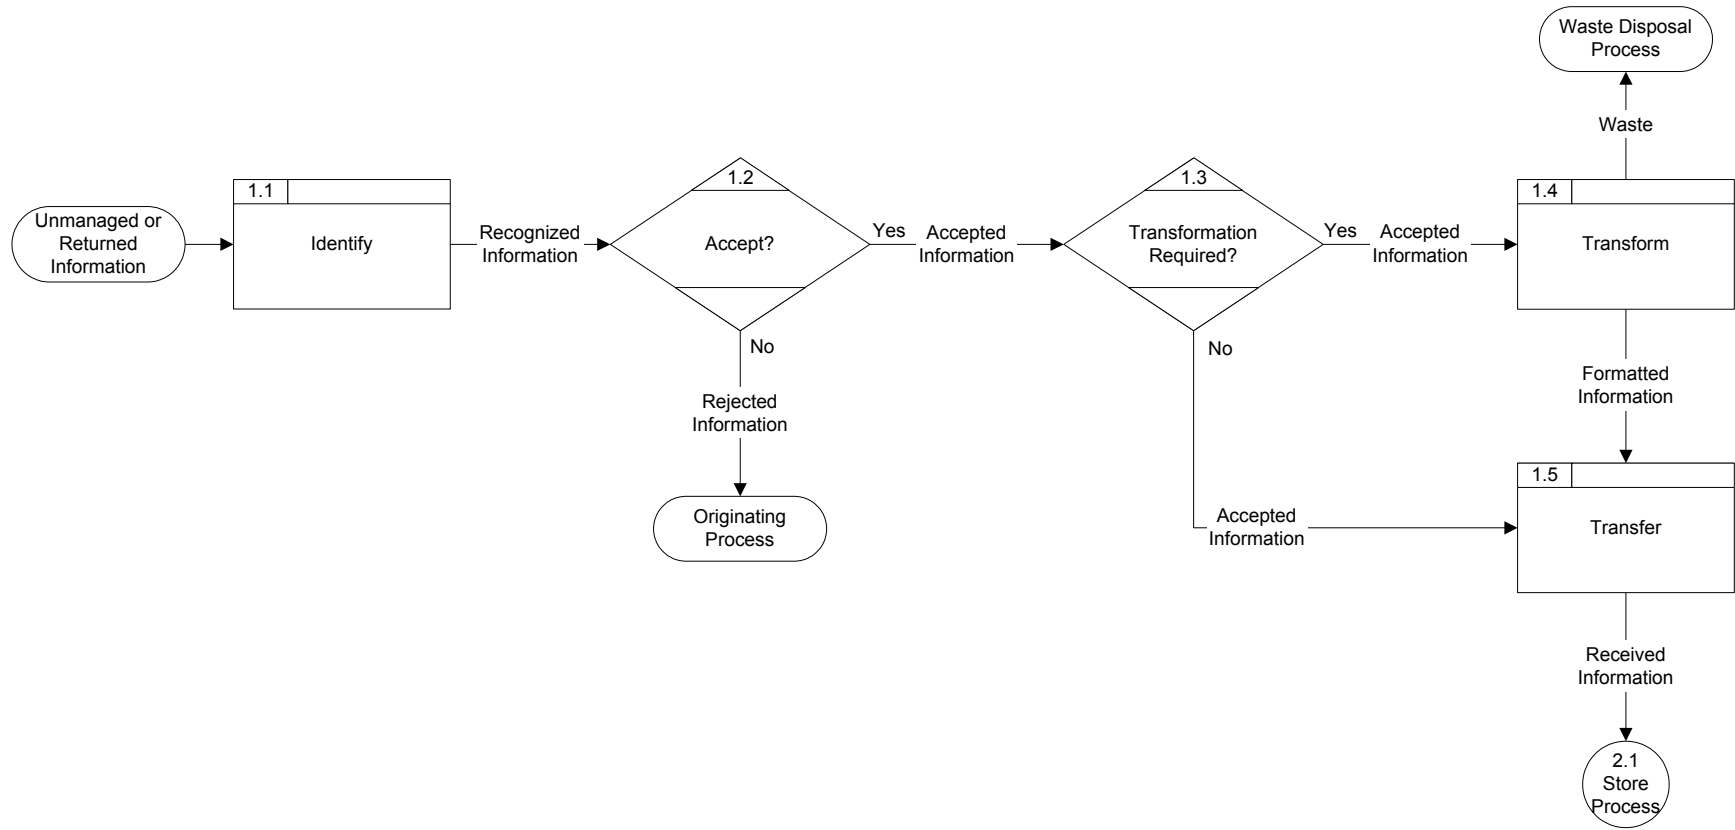 Waste Disposal
Process
Waste
1.1
1.2
1.3
1.4
Unmanaged or
Returned
Information
Identify
Recognized
Information
Accept?
Yes
Accepted
Information
Transformation
Required?
Yes
Accepted
Information
Transform
No
No
Rejected
Information
Formatted
Information
Originating
Process
Accepted
Information
1.5
Transfer
Received
Information
2.1
Store
Process